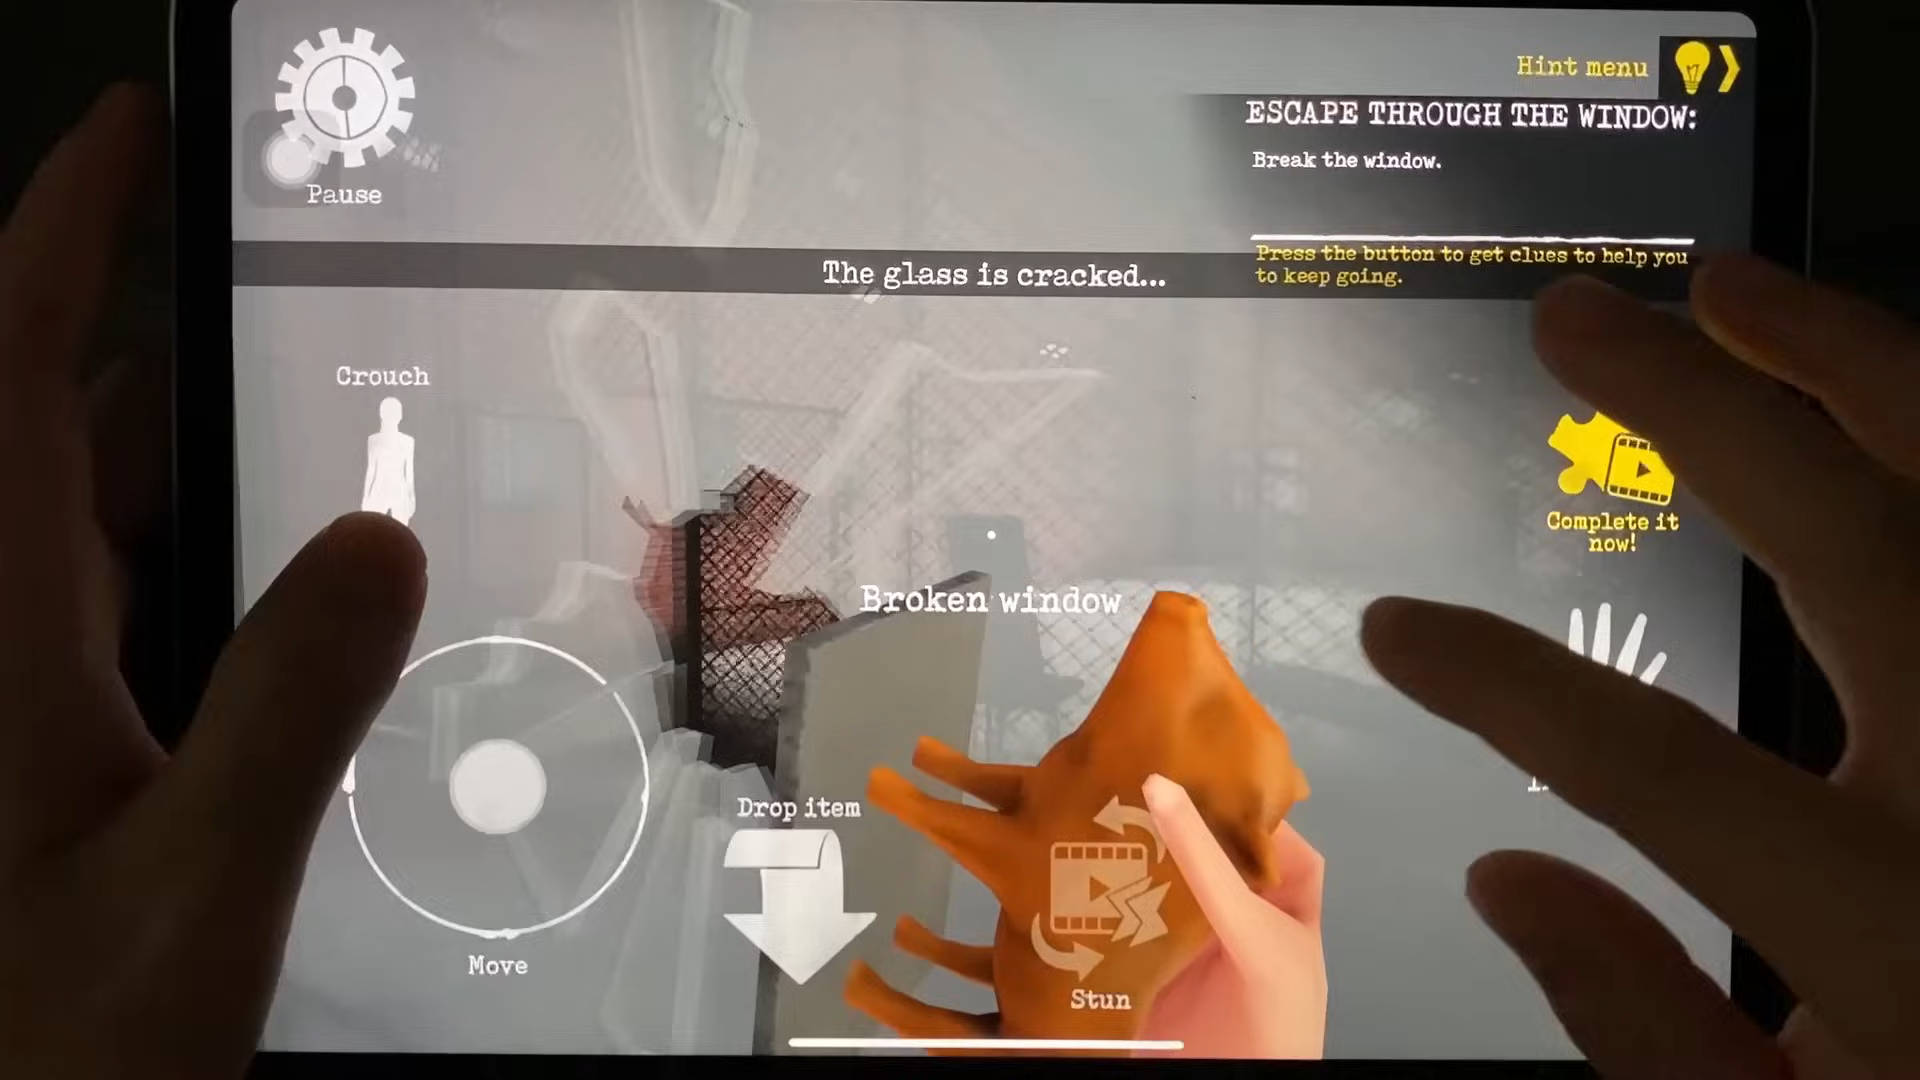 Hint menu
ESCAPE THROUGH THE WINDOW:
Break the window.
Pause
Press the button to get clues to help you
to keep going.
The glass is cracked...
Crouch
Complete it
now!
Broken window
Drop item
Move
Stun